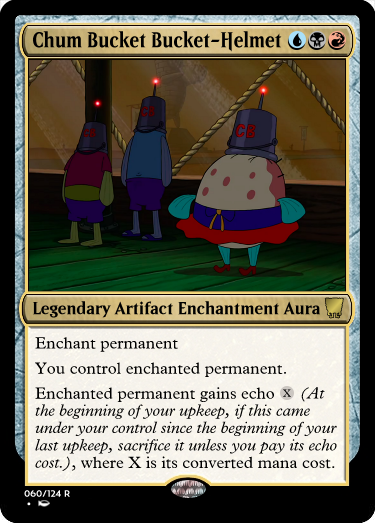 Chum Bucket Bucket-Helmet
CB
CB
Legendary Artifact Enchantment Aura
Enchant permanent
You control enchanted permanent.
Enchanted permanent gains echo X (At
the beginning of your upkeep, if this came
under your control since the beginning of your
last upkeep, sacrifice it unless you pay its echo
cost.), where X is its converted mana cost.
060/124 R